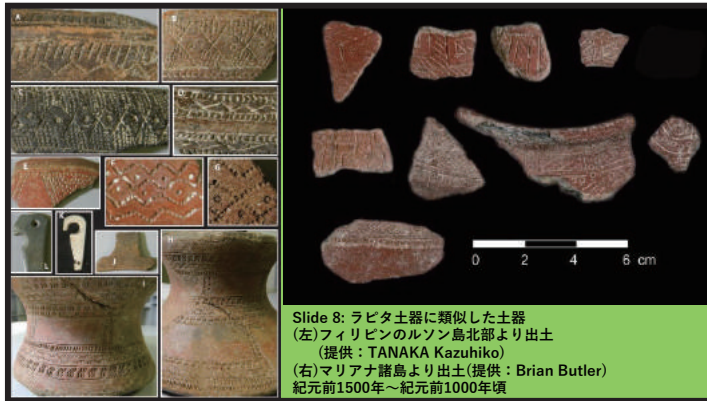 A
B
C
D
E
F
G
L
K
J
I
H
0 2 4 6 cm
Slide 8: ラピタ土器に類似した土器
(左)フィリピンのルソン島北部より出土
(提供：TANAKA Kazuhiko)
(右)マリアナ諸島より出土(提供：Brian Butler)
紀元前1500年～紀元前1000年頃